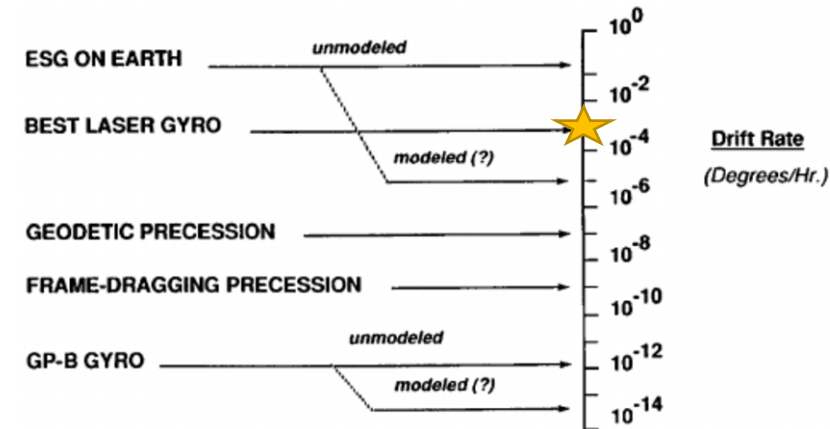 10^0
unmodeled
ESG ON EARTH
10^-2
BEST LASER GYRO
10^-4
Drift Rate
modeled (?)
(Degrees/Hr.)
10^-6
GEODETIC PRECESSION
10^-8
FRAME-DRAGGING PRECESSION
10^-10
unmodeled
GP-B GYRO
10^-12
modeled (?)
10^-14